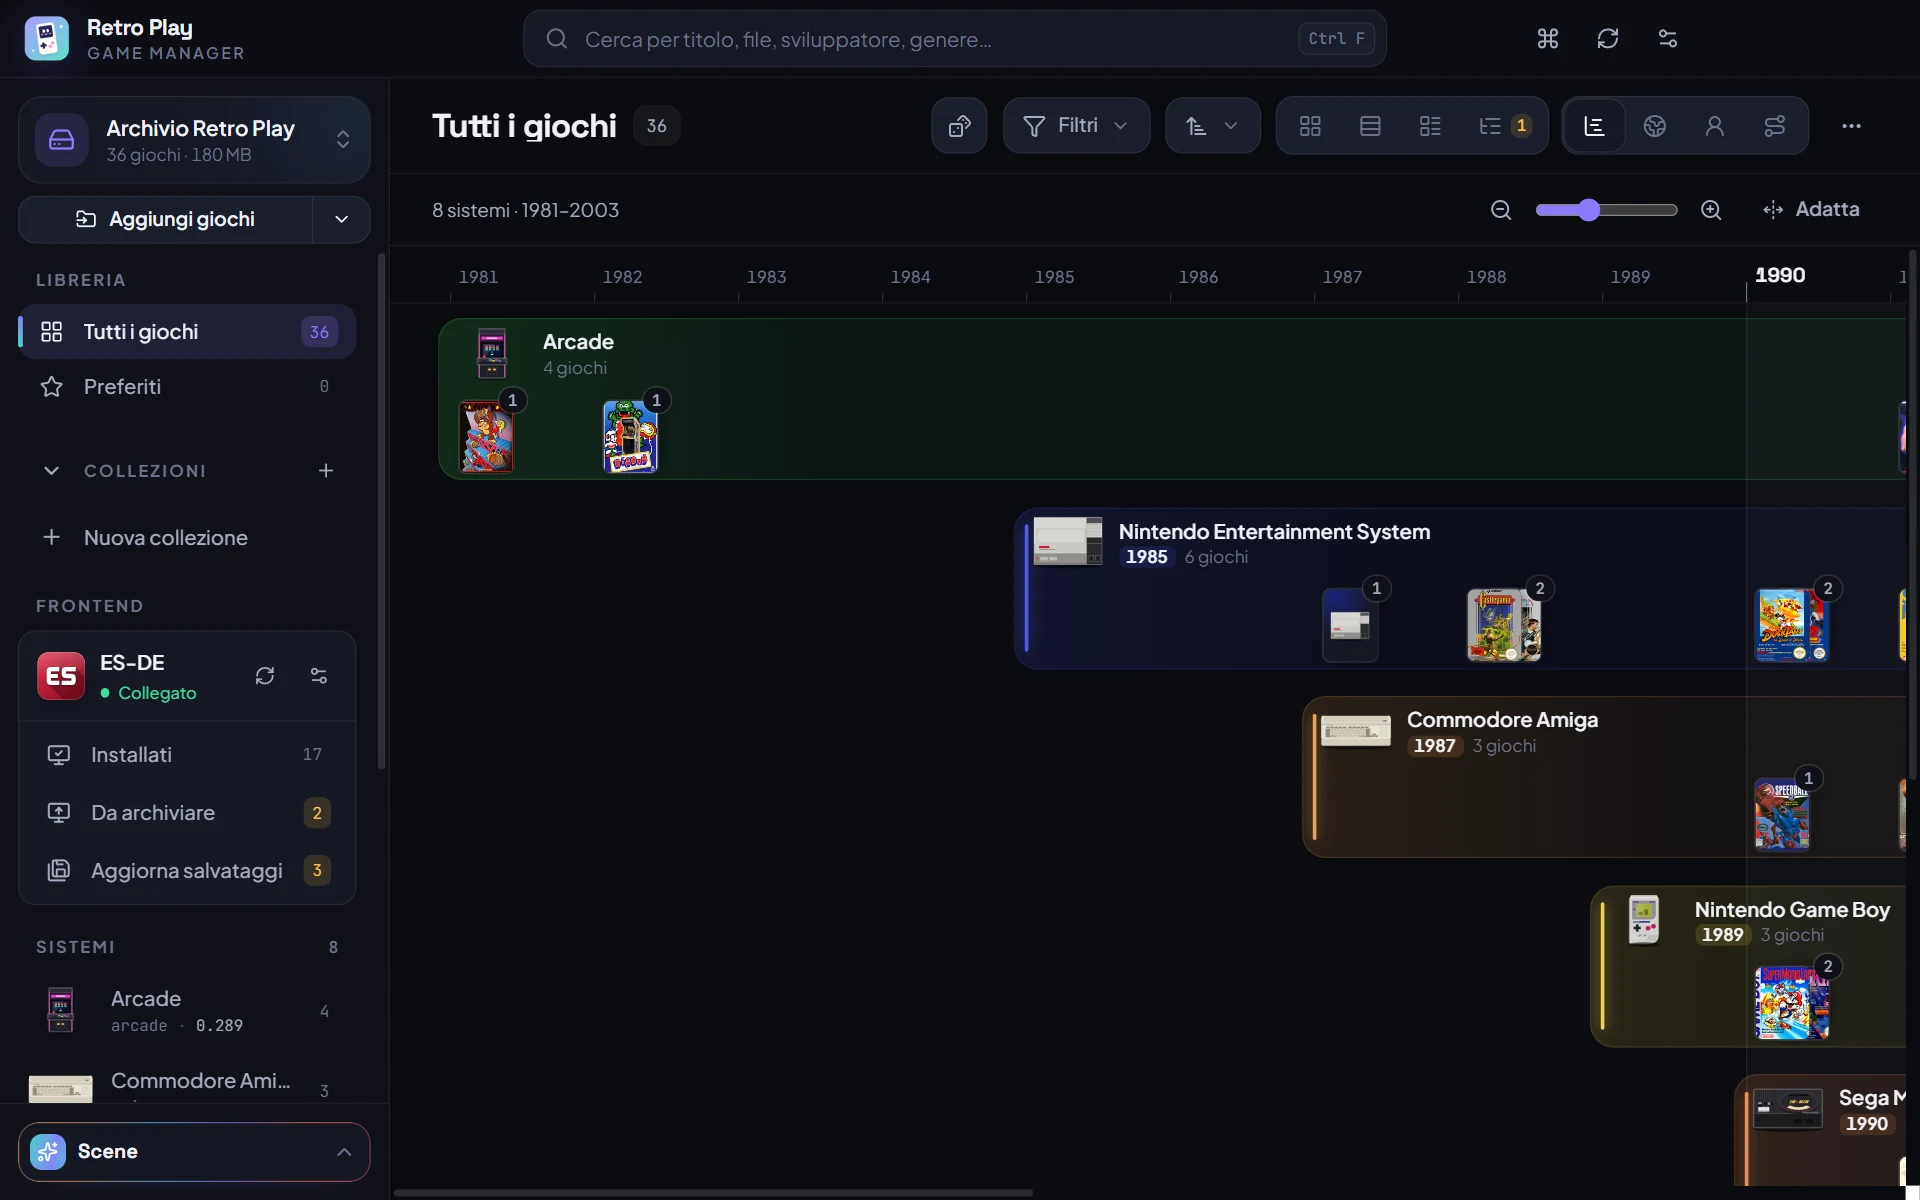 Retro Play
GAME MANAGER
Cerca per titolo, file, sviluppatore, genere…
Ctrl F
Archivio Retro Play
36 giochi · 180 MB
Aggiungi giochi
LIBRERIA
Tutti i giochi 36
Preferiti 0
COLLEZIONI
Nuova collezione
FRONTEND
ES
ES-DE
Collegato
Installati 17
Da archiviare 2
Aggiorna salvataggi 3
SISTEMI 8
Arcade 4
arcade · 0.289
Commodore Ami… 3
Scene
Tutti i giochi 36
Filtri
1
8 sistemi · 1981–2003
Adatta
1981 1982 1983 1984 1985 1986 1987 1988 1989 1990
Arcade
4 giochi
1 1
Nintendo Entertainment System
1985 6 giochi
1 2 2
Commodore Amiga
1987 3 giochi
1
Nintendo Game Boy
1989 3 giochi
2
Sega M
1990